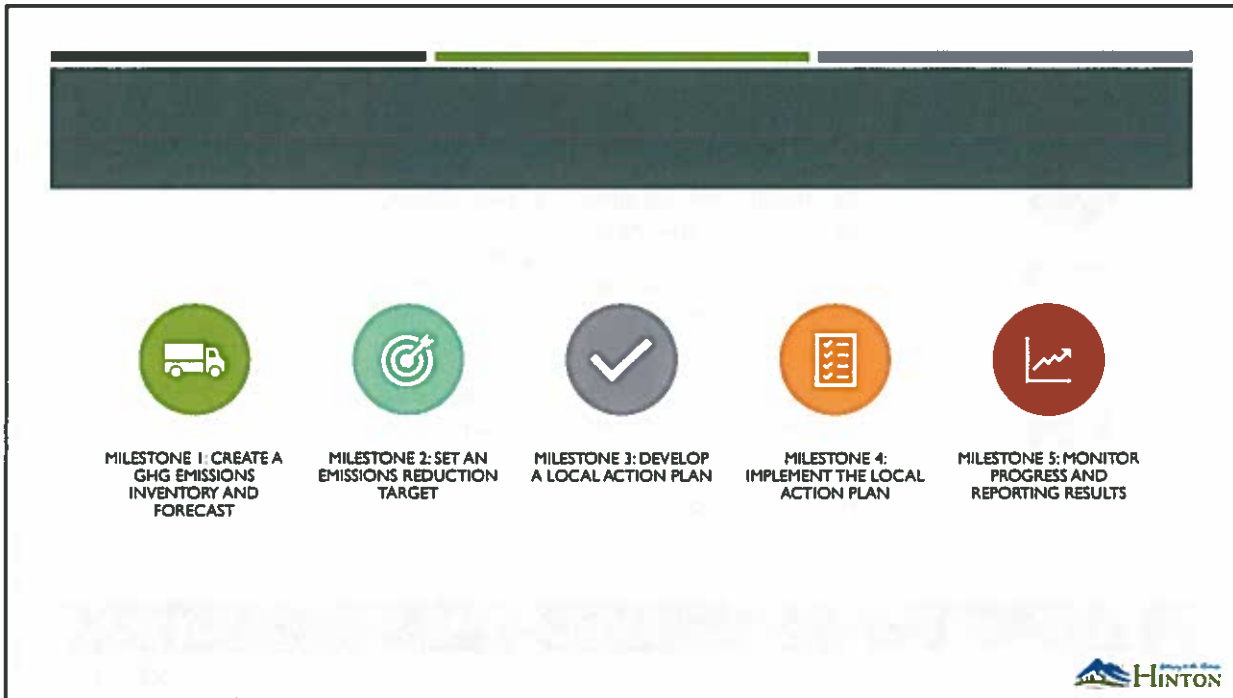 MILESTONE 1: CREATE A
GHG EMISSIONS
INVENTORY AND
FORECAST
MILESTONE 2: SET AN
EMISSIONS REDUCTION
TARGET
MILESTONE 3: DEVELOP
A LOCAL ACTION PLAN
MILESTONE 4:
IMPLEMENT THE LOCAL
ACTION PLAN
MILESTONE 5: MONITOR
PROGRESS AND
REPORTING RESULTS
HINTON